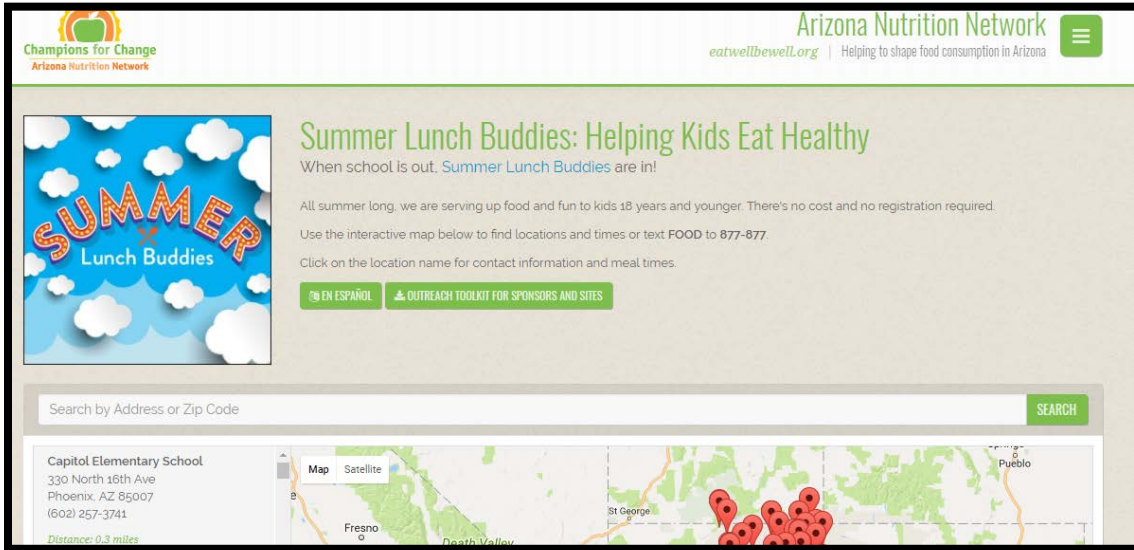 Champions for Change
Arizona Nutrition Network
Arizona Nutrition Network
eatwellbewell.org | Helping to shape food consumption in Arizona
SUMMER
Lunch Buddies
Summer Lunch Buddies: Helping Kids Eat Healthy
When school is out, Summer Lunch Buddies are in!
All summer long, we are serving up food and fun to kids 18 years and younger. There's no cost and no registration required.
Use the interactive map below to find locations and times or text FOOD to 877-877.
Click on the location name for contact information and meal times.
EN ESPAÑOL
OUTREACH TOOLKIT FOR SPONSORS AND SITES
Search by Address or Zip Code
SEARCH
Capitol Elementary School
330 North 16th Ave
Phoenix, AZ 85007
(602) 257-3741
Distance: 0.3 miles
Map Satellite
Pueblo
St George
Fresno
Death Valley